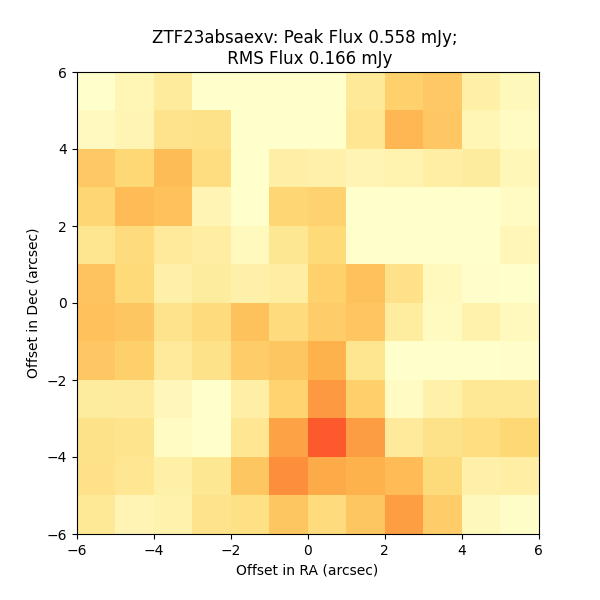 ZTF23absaexv: Peak Flux 0.558 mJy;
RMS Flux 0.166 mJy
6
4
2
0
−2
−4
−6
Offset in Dec (arcsec)
−6 −4 −2 0 2 4 6
Offset in RA (arcsec)